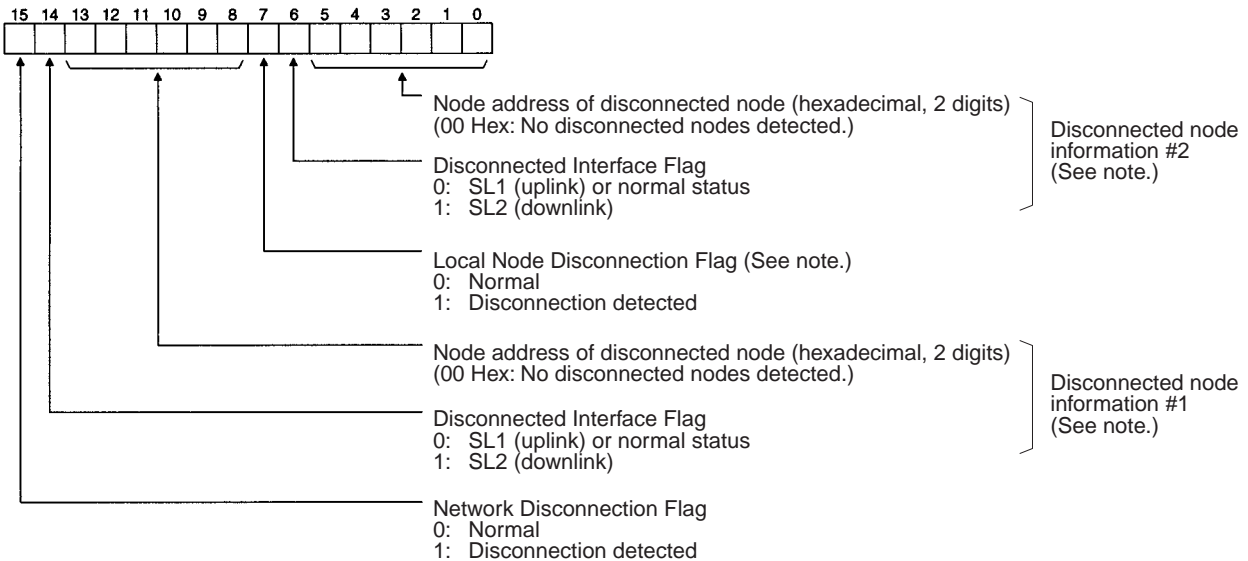 15 14 13 12 11 10 9 8 7 6 5 4 3 2 1 0
Node address of disconnected node (hexadecimal, 2 digits)
(00 Hex: No disconnected nodes detected.)
Disconnected Interface Flag
0: SL1 (uplink) or normal status
1: SL2 (downlink)
Disconnected node
information #2
(See note.)
Local Node Disconnection Flag (See note.)
0: Normal
1: Disconnection detected
Node address of disconnected node (hexadecimal, 2 digits)
(00 Hex: No disconnected nodes detected.)
Disconnected Interface Flag
0: SL1 (uplink) or normal status
1: SL2 (downlink)
Disconnected node
information #1
(See note.)
Network Disconnection Flag
0: Normal
1: Disconnection detected